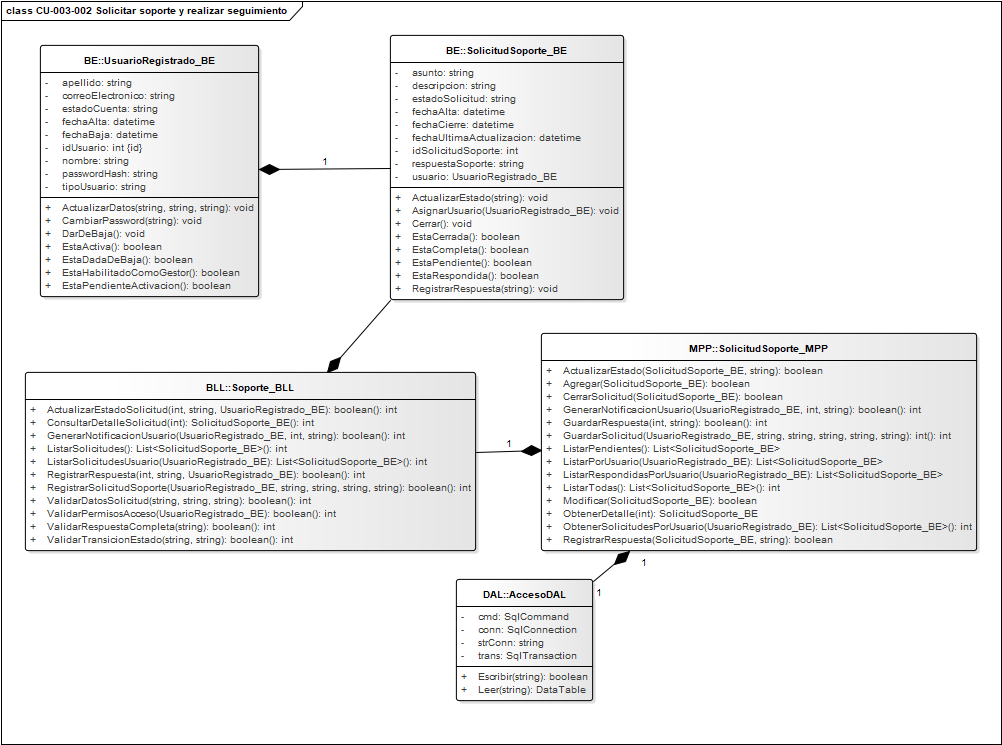 class CU-003-002 Solicitar soporte y realizar seguimiento
BE::UsuarioRegistrado_BE
- apellido: string
- correoElectronico: string
- estadoCuenta: string
- fechaAlta: datetime
- fechaBaja: datetime
- idUsuario: int {id}
- nombre: string
- passwordHash: string
- tipoUsuario: string
+ ActualizarDatos(string, string, string): void
+ CambiarPassword(string): void
+ DarDeBaja(): void
+ EstaActiva(): boolean
+ EstaDadaDeBaja(): boolean
+ EstaHabilitadoComoGestor(): boolean
+ EstaPendienteActivacion(): boolean
1
BE::SolicitudSoporte_BE
- asunto: string
- descripcion: string
- estadoSolicitud: string
- fechaAlta: datetime
- fechaCierre: datetime
- fechaUltimaActualizacion: datetime
- idSolicitudSoporte: int
- respuestaSoporte: string
- usuario: UsuarioRegistrado_BE
+ ActualizarEstado(string): void
+ AsignarUsuario(UsuarioRegistrado_BE): void
+ Cerrar(): void
+ EstaCerrada(): boolean
+ EstaCompleta(): boolean
+ EstaPendiente(): boolean
+ EstaRespondida(): boolean
+ RegistrarRespuesta(string): void
BLL::Soporte_BLL
+ ActualizarEstadoSolicitud(int, string, UsuarioRegistrado_BE): boolean(): int
+ ConsultarDetalleSolicitud(int): SolicitudSoporte_BE(): int
+ GenerarNotificacionUsuario(UsuarioRegistrado_BE, int, string): boolean(): int
+ ListarSolicitudes(): List<SolicitudSoporte_BE>(): int
+ ListarSolicitudesUsuario(UsuarioRegistrado_BE): List<SolicitudSoporte_BE>(): int
+ RegistrarRespuesta(int, string, UsuarioRegistrado_BE): boolean(): int
+ RegistrarSolicitudSoporte(UsuarioRegistrado_BE, string, string, string, string): boolean(): int
+ ValidarDatosSolicitud(string, string, string): boolean(): int
+ ValidarPermisosAcceso(UsuarioRegistrado_BE): boolean(): int
+ ValidarRespuestaCompleta(string): boolean(): int
+ ValidarTransicionEstado(string, string): boolean(): int
1
MPP::SolicitudSoporte_MPP
+ ActualizarEstado(SolicitudSoporte_BE, string): boolean
+ Agregar(SolicitudSoporte_BE): boolean
+ CerrarSolicitud(SolicitudSoporte_BE): boolean
+ GenerarNotificacionUsuario(UsuarioRegistrado_BE, int, string): boolean(): int
+ GuardarRespuesta(int, string): boolean(): int
+ GuardarSolicitud(UsuarioRegistrado_BE, string, string, string, string, string): int(): int
+ ListarPendientes(): List<SolicitudSoporte_BE>
+ ListarPorUsuario(UsuarioRegistrado_BE): List<SolicitudSoporte_BE>
+ ListarRespondidasPorUsuario(UsuarioRegistrado_BE): List<SolicitudSoporte_BE>
+ ListarTodas(): List<SolicitudSoporte_BE>(): int
+ Modificar(SolicitudSoporte_BE): boolean
+ ObtenerDetalle(int): SolicitudSoporte_BE
+ ObtenerSolicitudesPorUsuario(UsuarioRegistrado_BE): List<SolicitudSoporte_BE>(): int
+ RegistrarRespuesta(SolicitudSoporte_BE, string): boolean
1
1
DAL::AccesoDAL
- cmd: SqlCommand
- conn: SqlConnection
- strConn: string
- trans: SqlTransaction
+ Escribir(string): boolean
+ Leer(string): DataTable